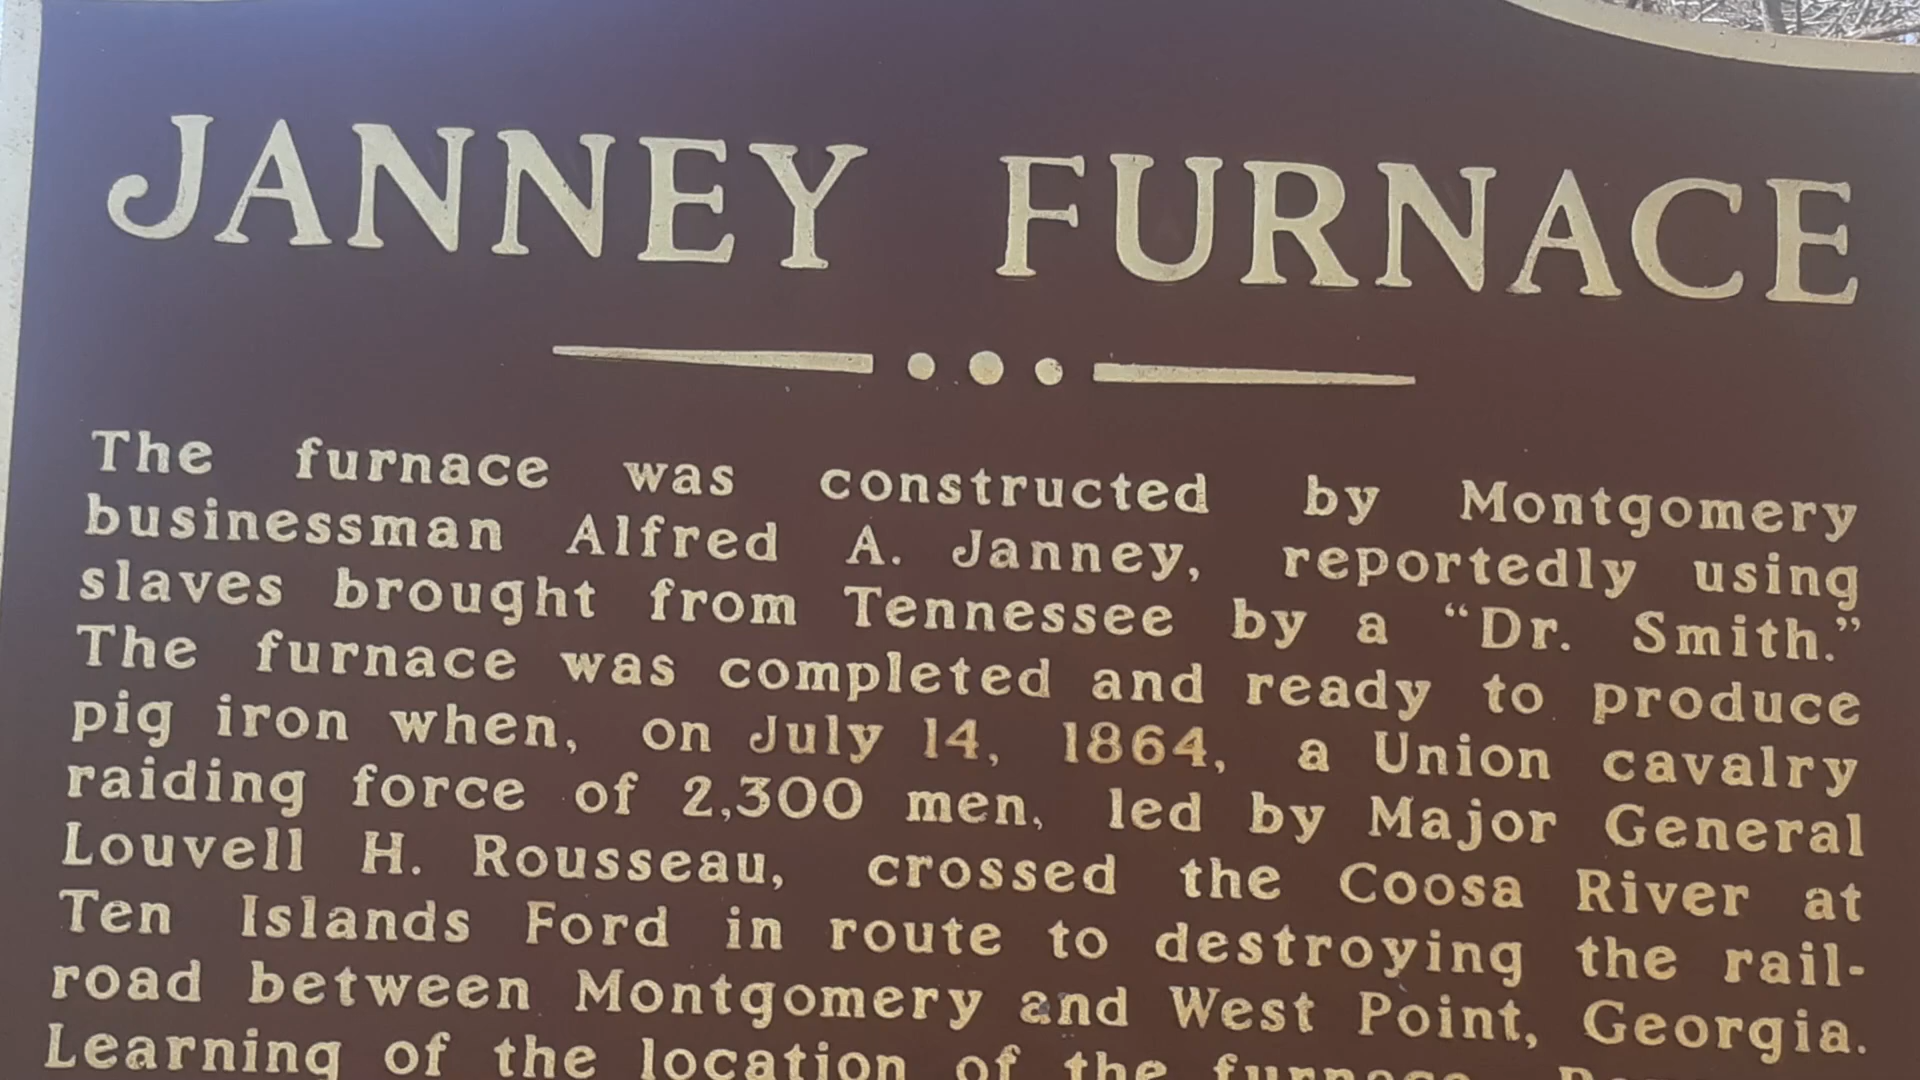 JANNEY FURNACE
The furnace was constructed by Montgomery
businessman Alfred A. Janney, reportedly using
slaves brought from Tennessee by a “Dr. Smith.”
The furnace was completed and ready to produce
pig iron when, on July 14, 1864, a Union cavalry
raiding force of 2,300 men, led by Major General
Louvell H. Rousseau, crossed the Coosa River at
Ten Islands Ford in route to destroying the rail-
road between Montgomery and West Point, Georgia.
Learning of the location of the furnace,